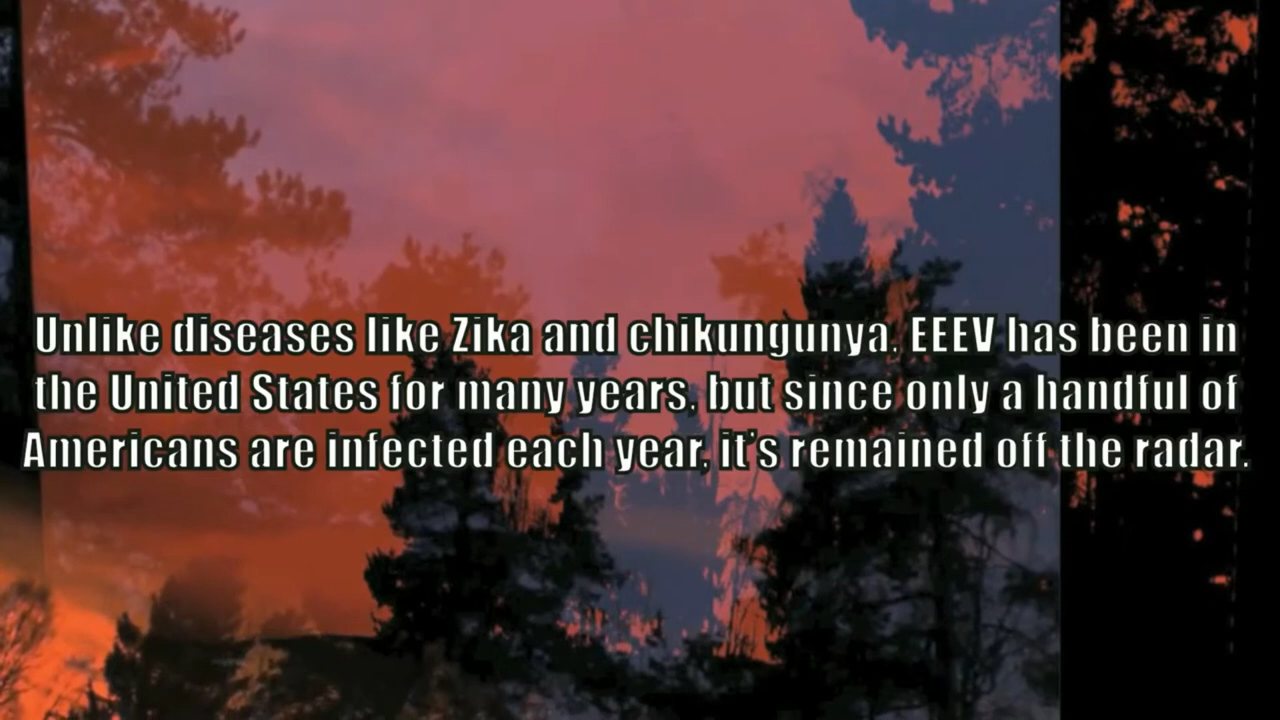 Unlike diseases like Zika and chikungunya, EEEV has been in
the United States for many years, but since only a handful of
Americans are infected each year, it's remained off the radar.